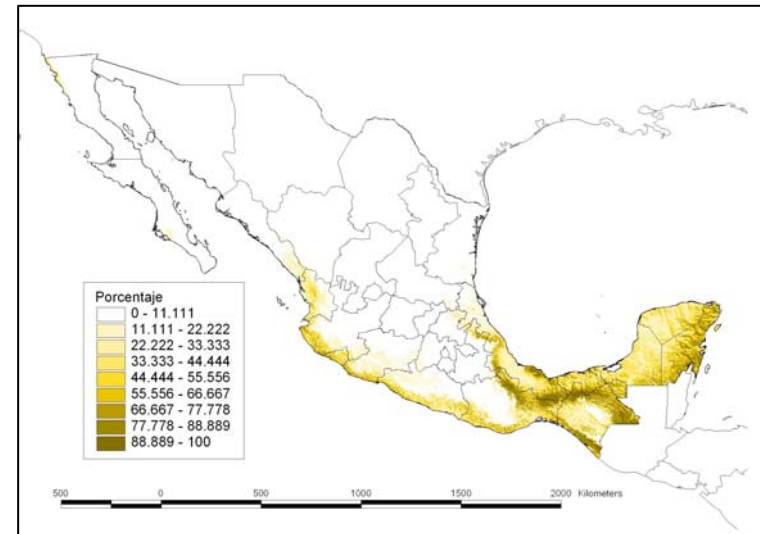 Porcentaje
0 - 11.111
11.111 - 22.222
22.222 - 33.333
33.333 - 44.444
44.444 - 55.556
55.556 - 66.667
66.667 - 77.778
77.778 - 88.889
88.889 - 100
500 0 500 1000 1500 2000 Kilometers